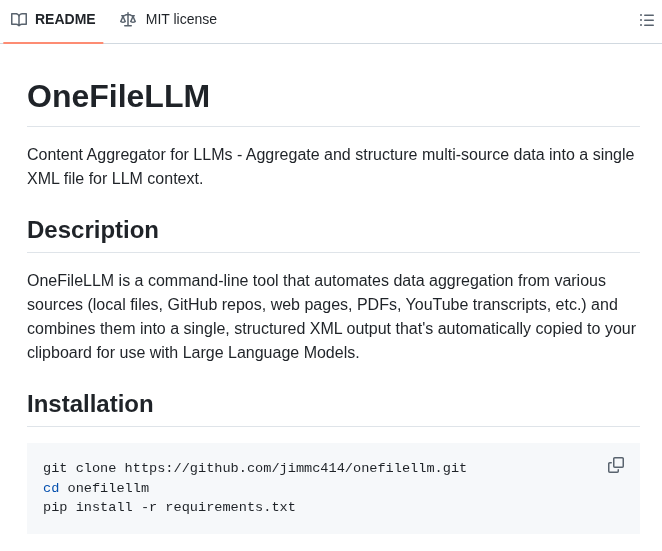 README
MIT license
OneFileLLM
Content Aggregator for LLMs - Aggregate and structure multi-source data into a single
XML file for LLM context.
Description
OneFileLLM is a command-line tool that automates data aggregation from various
sources (local files, GitHub repos, web pages, PDFs, YouTube transcripts, etc.) and
combines them into a single, structured XML output that's automatically copied to your
clipboard for use with Large Language Models.
Installation
git clone https://github.com/jimmc414/onefilellm.git
cd onefilellm
pip install -r requirements.txt